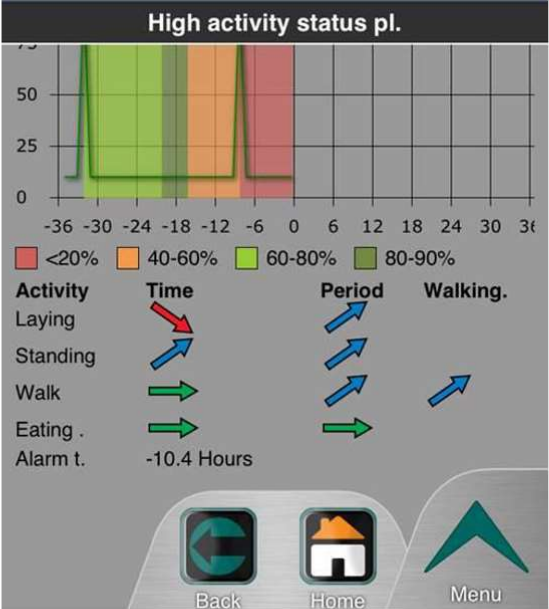 High activity status pl.
75
50
25
0
-36 -30 -24 -18 -12 -6 0 6 12 18 24 30 36
<20% 40-60% 60-80% 80-90%
Activity Time Period Walking.
Laying
Standing
Walk
Eating .
Alarm t. -10.4 Hours
Back Home Menu